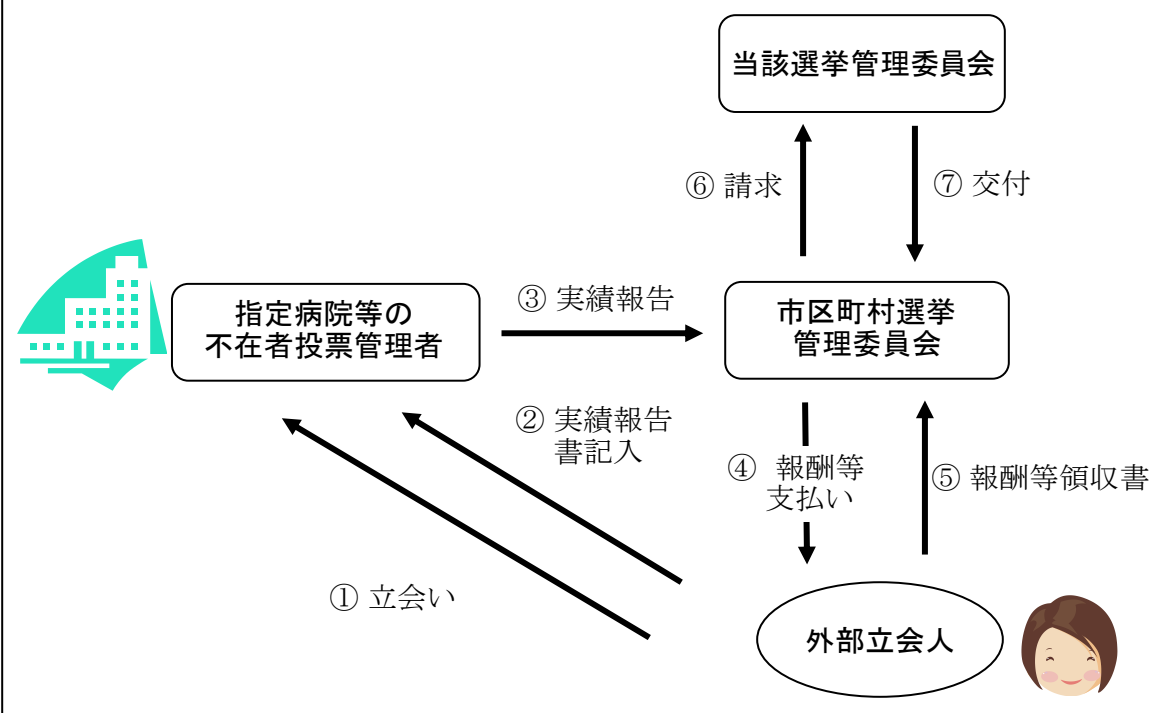 当該選挙管理委員会
⑥ 請求
⑦ 交付
指定病院等の
不在者投票管理者
③ 実績報告
市区町村選挙
管理委員会
② 実績報告
書記入
④ 報酬等
支払い
⑤ 報酬等領収書
① 立会い
外部立会人